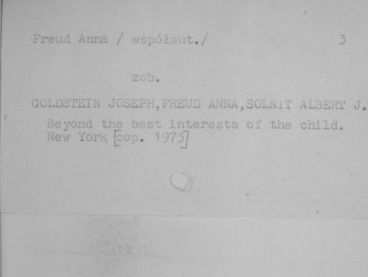 Freud Anna / współaut./ 3
zob.
GOLDSTEIN JOSEPH,FREUD ANNA,SOLNIT ALBERT J.
Beyond the best interests of the child.
New York [cop. 1973]